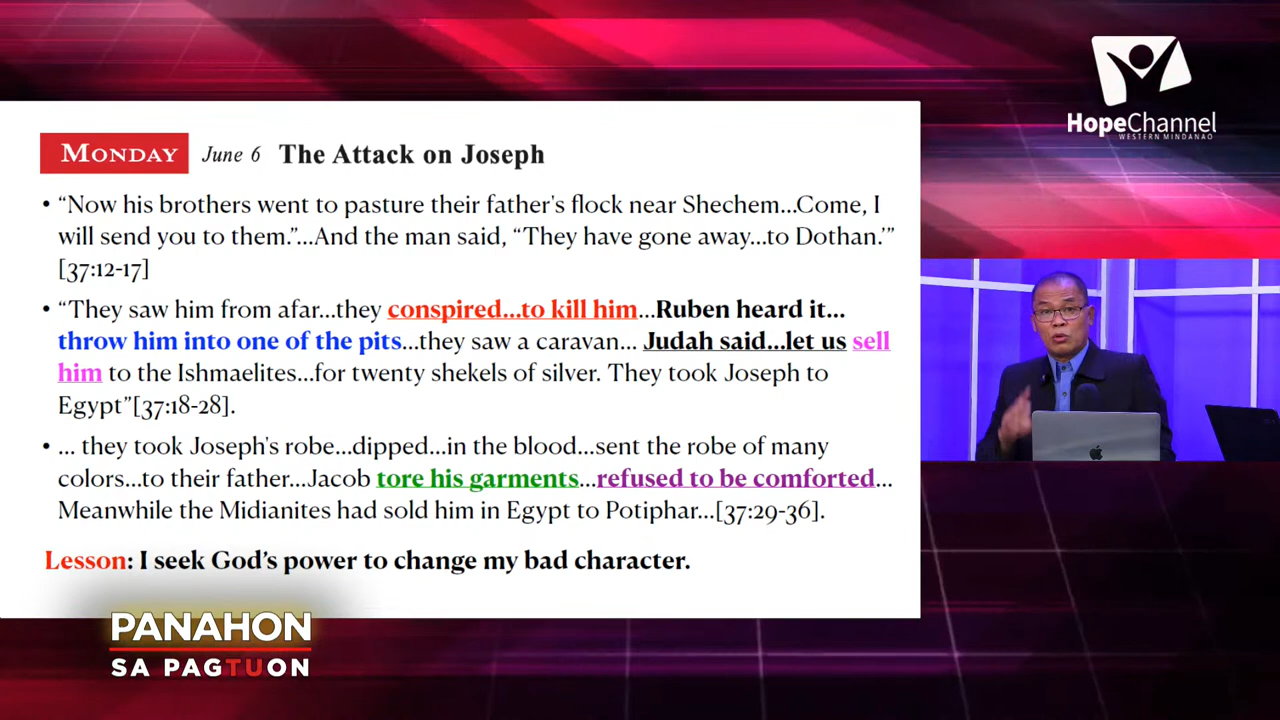 HopeChannel
WESTERN MINDANAO
MONDAY June 6 The Attack on Joseph
• “Now his brothers went to pasture their father's flock near Shechem...Come, I
will send you to them.”...And the man said, “They have gone away...to Dothan.’”
[37:12-17]
• “They saw him from afar...they conspired...to kill him...Ruben heard it...
throw him into one of the pits...they saw a caravan... Judah said...let us sell
him to the Ishmaelites...for twenty shekels of silver. They took Joseph to
Egypt”[37:18-28].
• ... they took Joseph's robe...dipped...in the blood...sent the robe of many
colors...to their father...Jacob tore his garments...refused to be comforted...
Meanwhile the Midianites had sold him in Egypt to Potiphar...[37:29-36].
Lesson: I seek God’s power to change my bad character.
PANAHON
SA PAGTUON